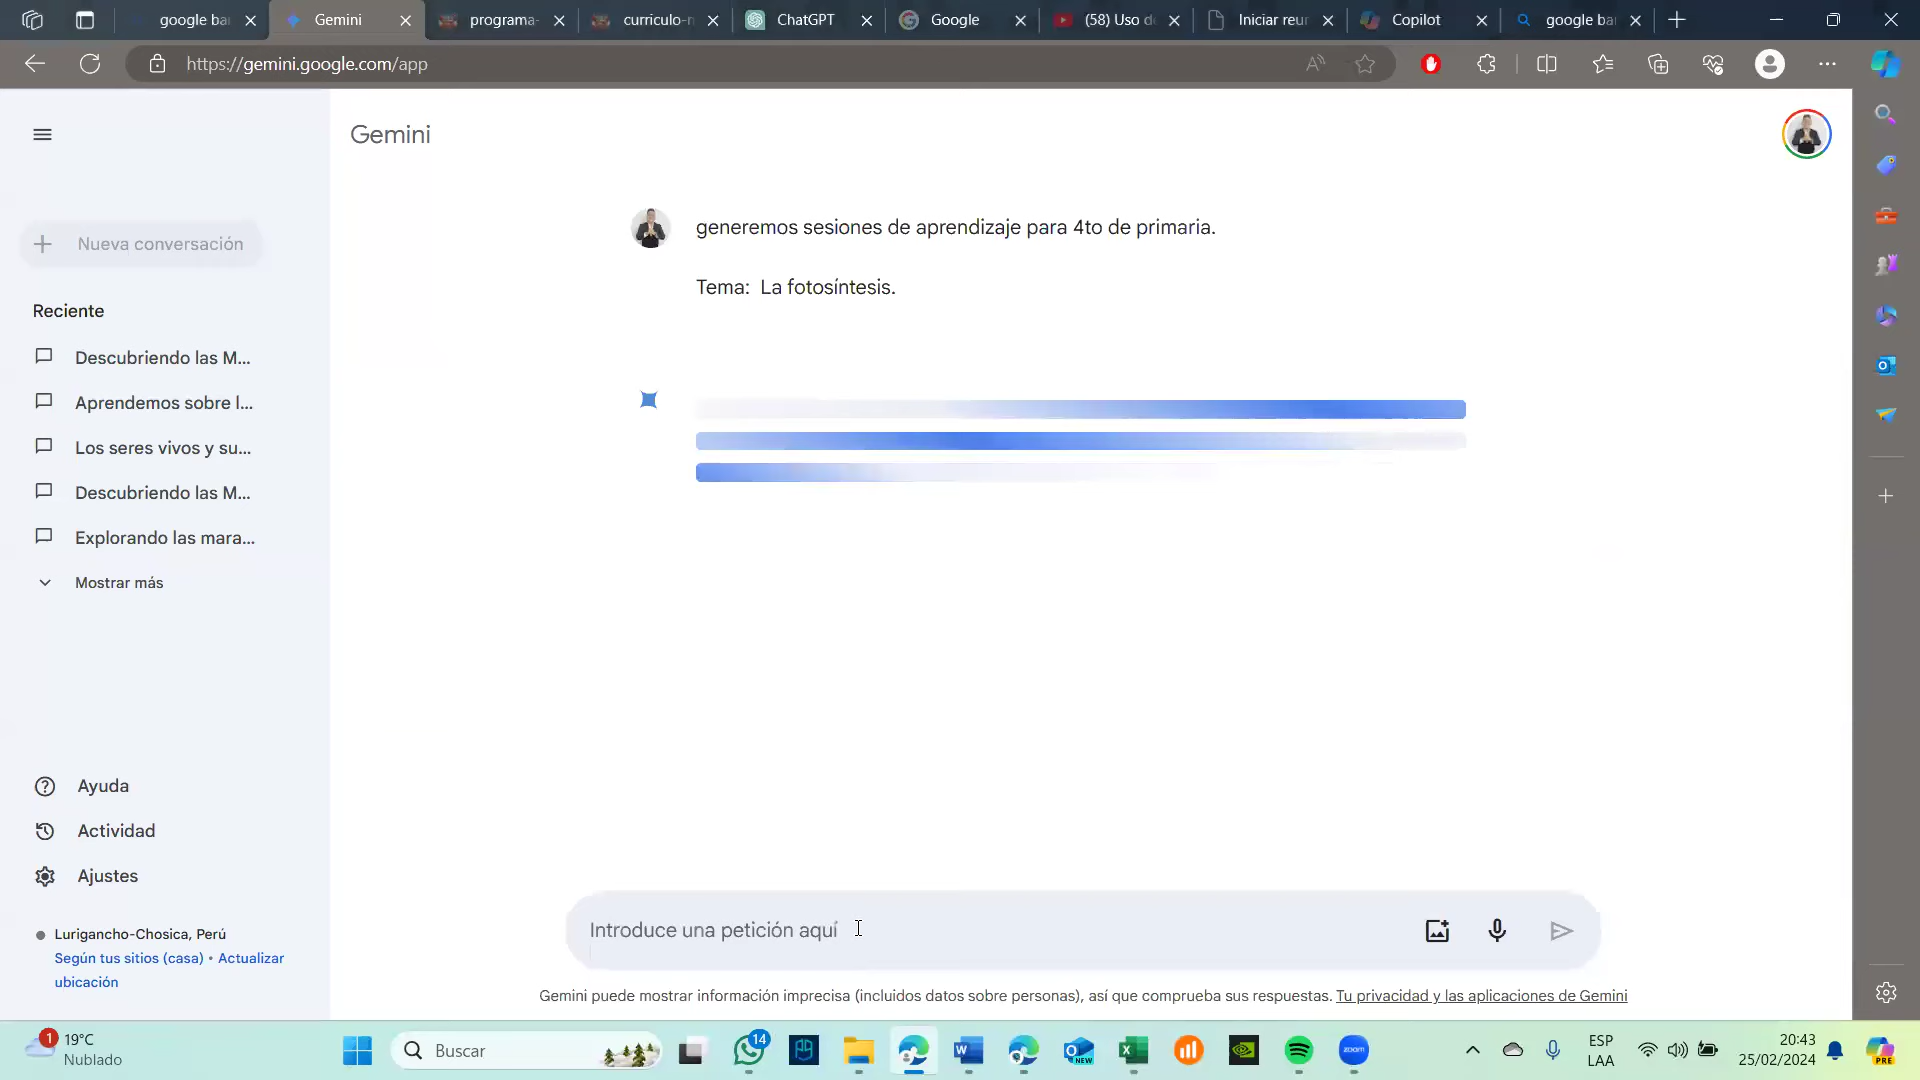 google ba
Gemini
programa-
curriculo-n
ChatGPT
Google
(58) Uso d
Iniciar reur
Copilot
google ba
https://gemini.google.com/app
Gemini
Nueva conversación
Reciente
Descubriendo las M...
Aprendemos sobre l...
Los seres vivos y su...
Descubriendo las M...
Explorando las mara...
Mostrar más
Ayuda
Actividad
Ajustes
Lurigancho-Chosica, Perú
Según tus sitios (casa) • Actualizar
ubicación
generemos sesiones de aprendizaje para 4to de primaria.
Tema: La fotosíntesis.
Introduce una petición aquí
Gemini puede mostrar información imprecisa (incluidos datos sobre personas), así que comprueba sus respuestas. Tu privacidad y las aplicaciones de Gemini
1
19°C
Nublado
Buscar
14
NEW
zoom
ESP
LAA
20:43
25/02/2024
PRE